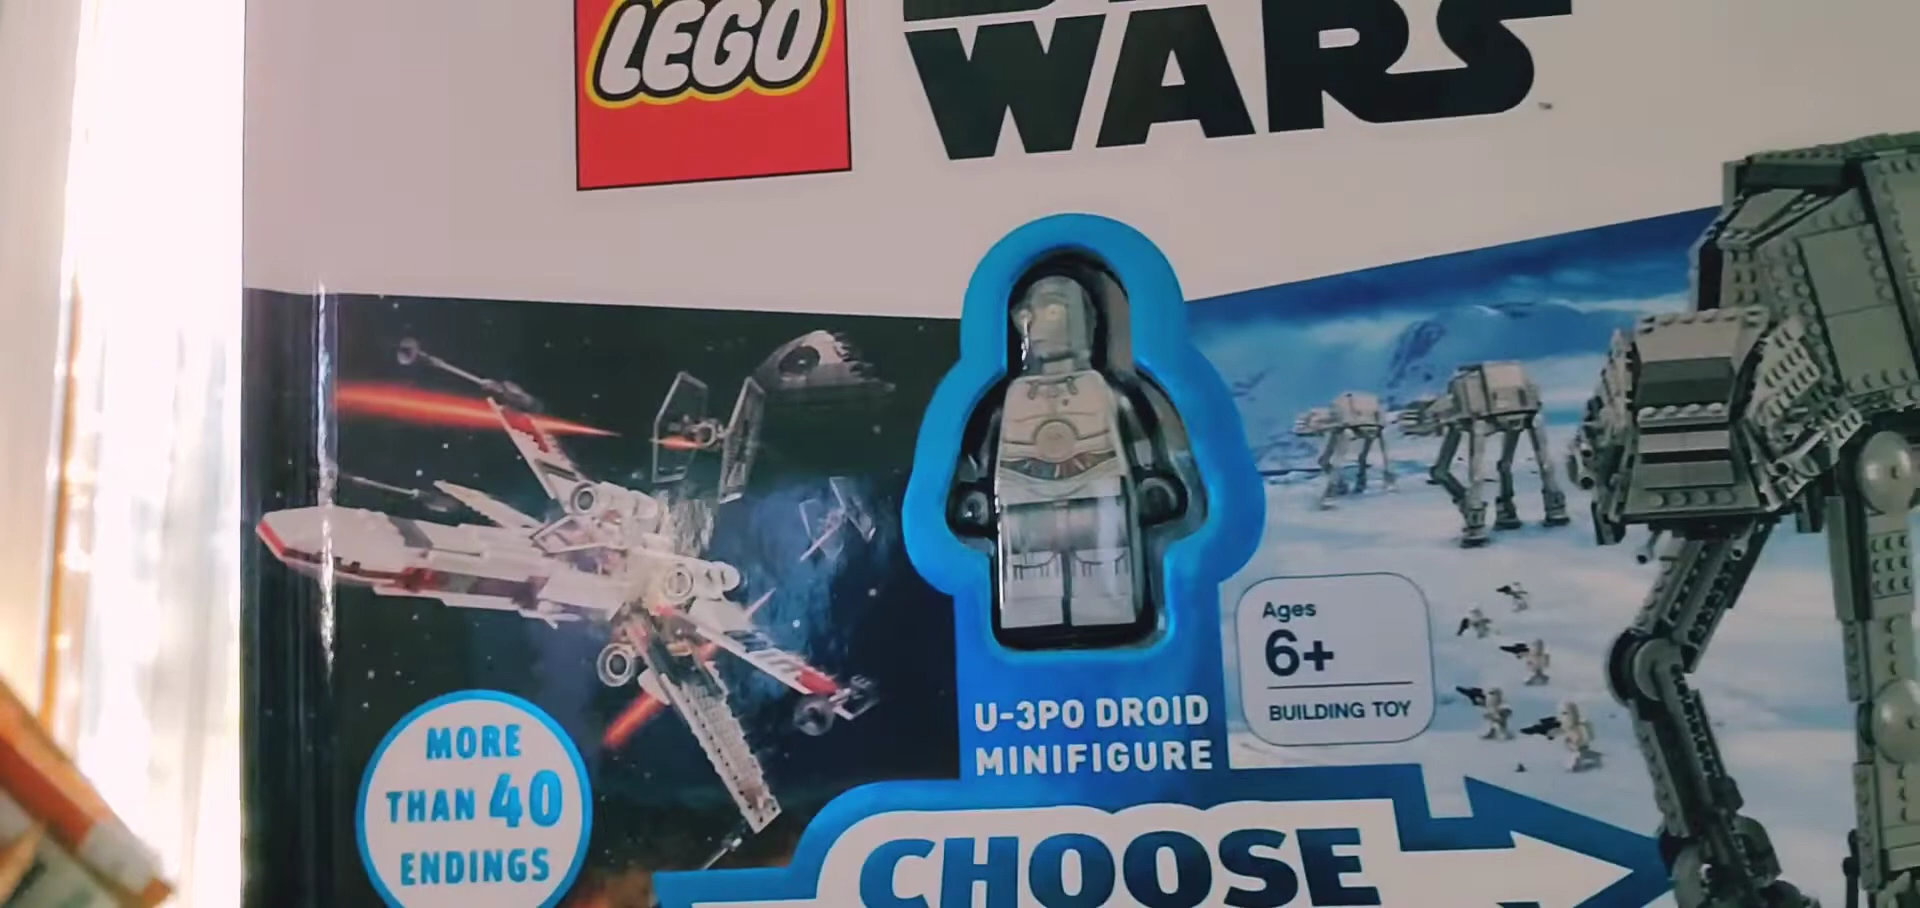 LEGO
WARS
Ages
6+
BUILDING TOY
U-3PO DROID
MINIFIGURE
MORE
THAN 40
ENDINGS
CHOOSE